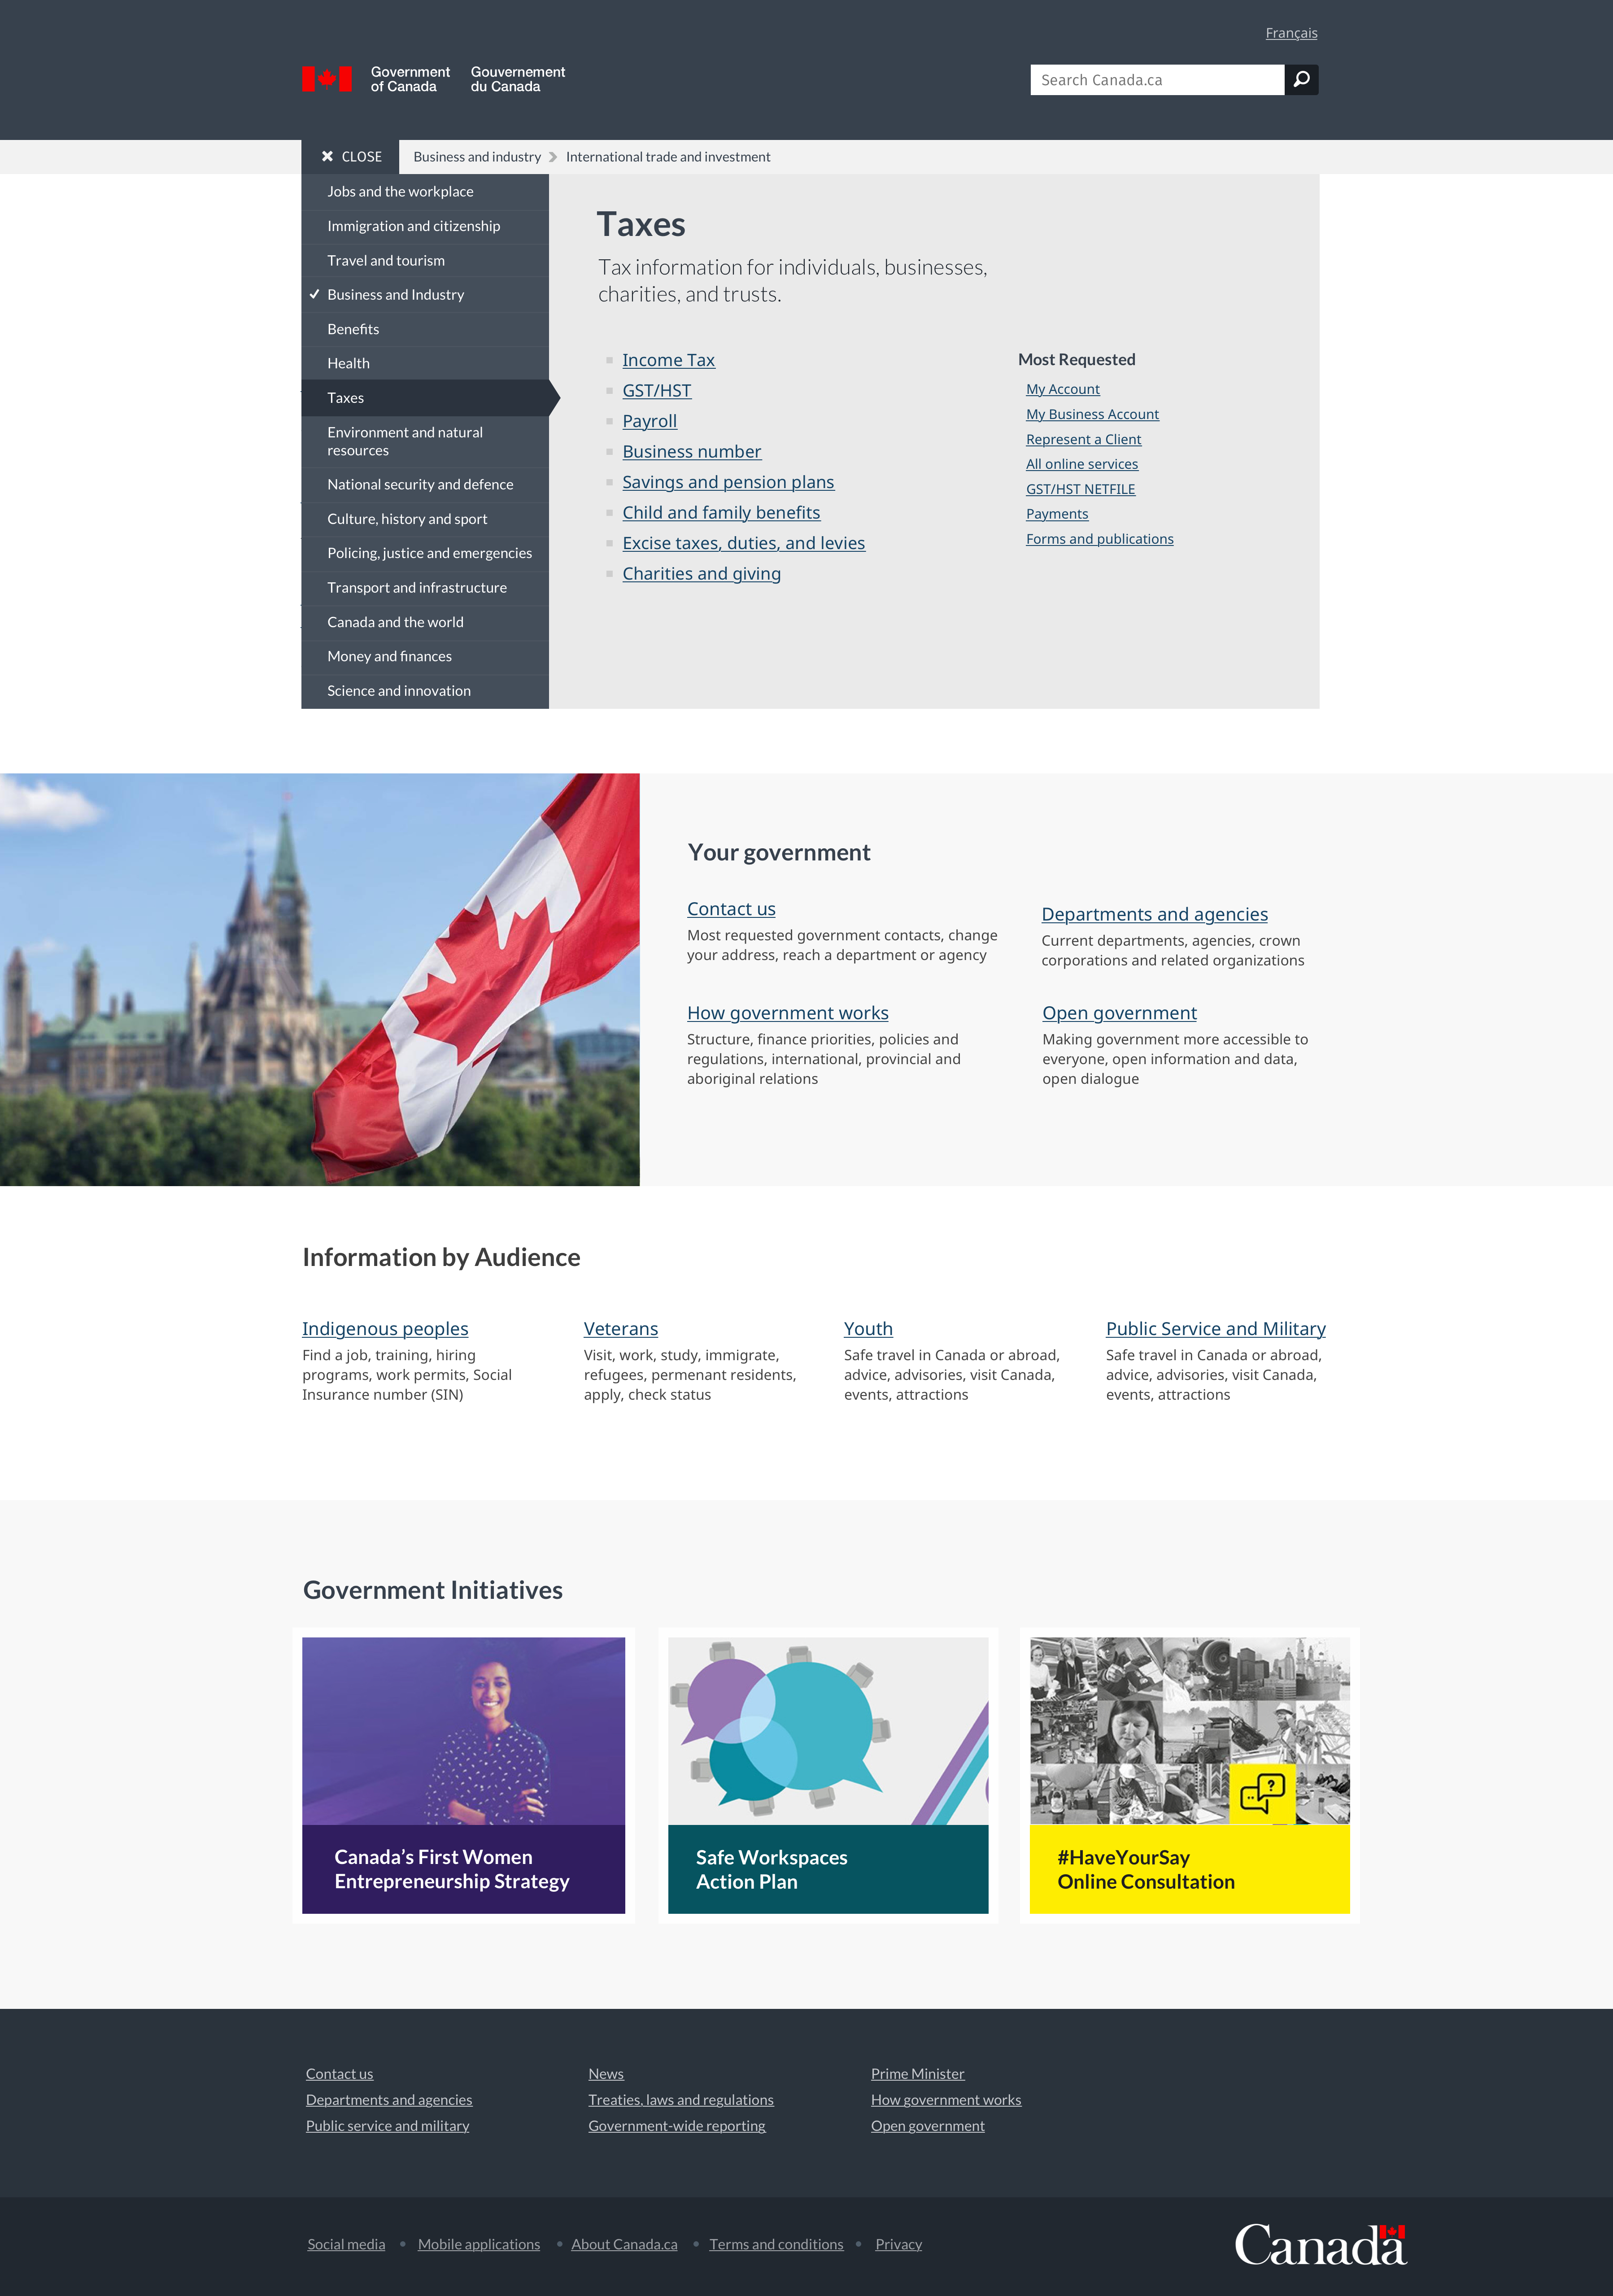 Français
Government
of Canada
Gouvernement
du Canada
Search Canada.ca
CLOSE
Business and industry
International trade and investment
Jobs and the workplace
Immigration and citizenship
Travel and tourism
Business and Industry
Benefits
Health
Taxes
Environment and natural
resources
National security and defence
Culture, history and sport
Policing, justice and emergencies
Transport and infrastructure
Canada and the world
Money and finances
Science and innovation
Taxes
Tax information for individuals, businesses,
charities, and trusts.
Income Tax
GST/HST
Payroll
Business number
Savings and pension plans
Child and family benefits
Excise taxes, duties, and levies
Charities and giving
Most Requested
My Account
My Business Account
Represent a Client
All online services
GST/HST NETFILE
Payments
Forms and publications
Your government
Contact us
Most requested government contacts, change
your address, reach a department or agency
Departments and agencies
Current departments, agencies, crown
corporations and related organizations
How government works
Structure, finance priorities, policies and
regulations, international, provincial and
aboriginal relations
Open government
Making government more accessible to
everyone, open information and data,
open dialogue
Information by Audience
Indigenous peoples
Find a job, training, hiring
programs, work permits, Social
Insurance number (SIN)
Veterans
Visit, work, study, immigrate,
refugees, permenant residents,
apply, check status
Youth
Safe travel in Canada or abroad,
advice, advisories, visit Canada,
events, attractions
Public Service and Military
Safe travel in Canada or abroad,
advice, advisories, visit Canada,
events, attractions
Government Initiatives
Canada's First Women
Entrepreneurship Strategy
Safe Workspaces
Action Plan
?
#HaveYourSay
Online Consultation
Contact us
Departments and agencies
Public service and military
News
Treaties, laws and regulations
Government-wide reporting
Prime Minister
How government works
Open government
Social media • Mobile applications • About Canada.ca • Terms and conditions • Privacy
Canada